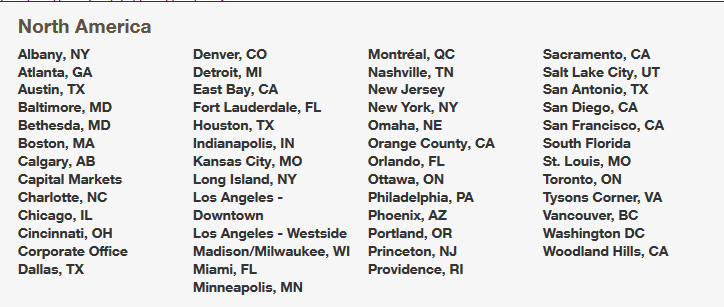 North America
Albany, NY
Atlanta, GA
Austin, TX
Baltimore, MD
Bethesda, MD
Boston, MA
Calgary, AB
Capital Markets
Charlotte, NC
Chicago, IL
Cincinnati, OH
Corporate Office
Dallas, TX
Denver, CO
Detroit, MI
East Bay, CA
Fort Lauderdale, FL
Houston, TX
Indianapolis, IN
Kansas City, MO
Long Island, NY
Los Angeles -
Downtown
Los Angeles - Westside
Madison/Milwaukee, WI
Miami, FL
Minneapolis, MN
Montréal, QC
Nashville, TN
New Jersey
New York, NY
Omaha, NE
Orange County, CA
Orlando, FL
Ottawa, ON
Philadelphia, PA
Phoenix, AZ
Portland, OR
Princeton, NJ
Providence, RI
Sacramento, CA
Salt Lake City, UT
San Antonio, TX
San Diego, CA
San Francisco, CA
South Florida
St. Louis, MO
Toronto, ON
Tysons Corner, VA
Vancouver, BC
Washington DC
Woodland Hills, CA